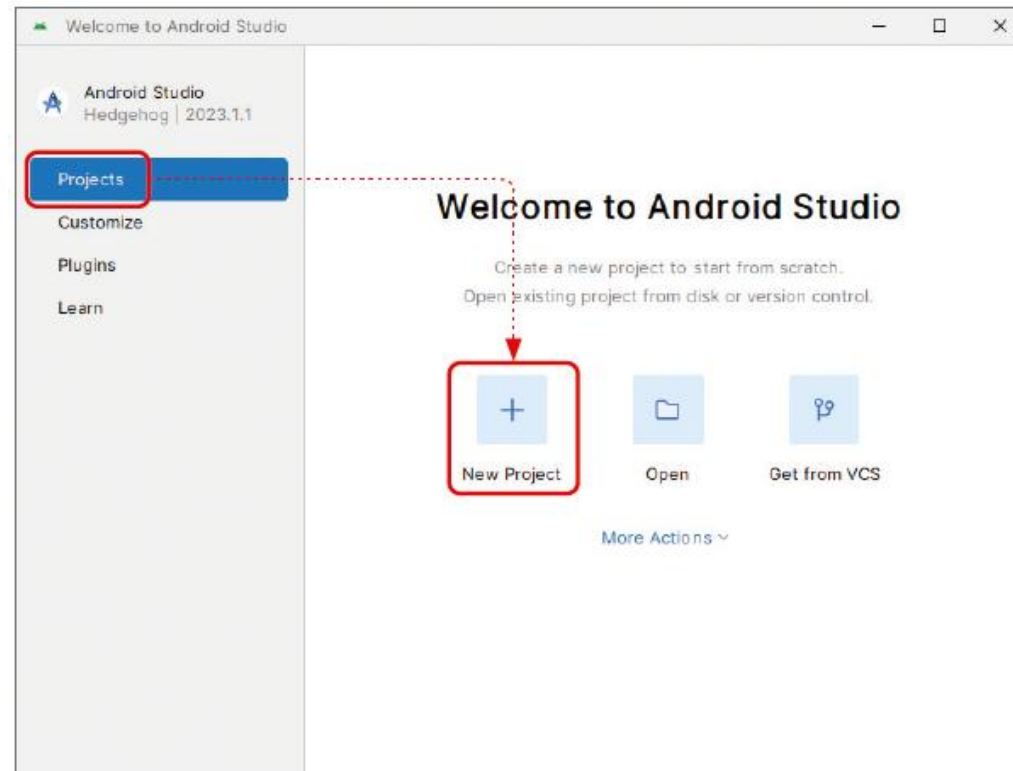 Welcome to Android Studio
Android Studio
Hedgehog | 2023.1.1
Projects
Customize
Plugins
Learn
Welcome to Android Studio
Create a new project to start from scratch.
Open existing project from disk or version control.
New Project
Open
Get from VCS
More Actions